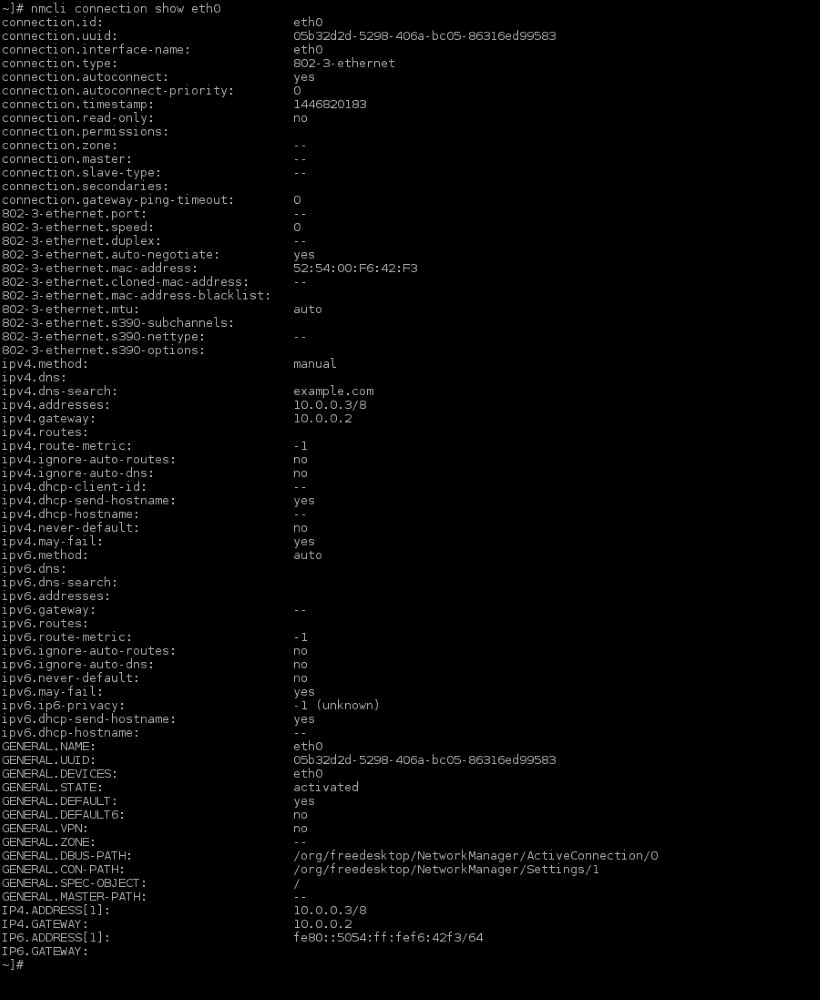 ~]# nmcli connection show eth0
connection.id: eth0
connection.uuid: 05b32d2d-5298-406a-bc05-86316ed99583
connection.interface-name: eth0
connection.type: 802-3-ethernet
connection.autoconnect: yes
connection.autoconnect-priority: 0
connection.timestamp: 1446820183
connection.read-only: no
connection.permissions:
connection.zone: --
connection.master: --
connection.slave-type: --
connection.secondaries:
connection.gateway-ping-timeout: 0
802-3-ethernet.port: --
802-3-ethernet.speed: 0
802-3-ethernet.duplex: --
802-3-ethernet.auto-negotiate: yes
802-3-ethernet.mac-address: 52:54:00:F6:42:F3
802-3-ethernet.cloned-mac-address: --
802-3-ethernet.mac-address-blacklist:
802-3-ethernet.mtu: auto
802-3-ethernet.s390-subchannels:
802-3-ethernet.s390-nettype: --
802-3-ethernet.s390-options:
ipv4.method: manual
ipv4.dns:
ipv4.dns-search: example.com
ipv4.addresses: 10.0.0.3/8
ipv4.gateway: 10.0.0.2
ipv4.routes:
ipv4.route-metric: -1
ipv4.ignore-auto-routes: no
ipv4.ignore-auto-dns: no
ipv4.dhcp-client-id: --
ipv4.dhcp-send-hostname: yes
ipv4.dhcp-hostname: --
ipv4.never-default: no
ipv4.may-fail: yes
ipv6.method: auto
ipv6.dns:
ipv6.dns-search:
ipv6.addresses:
ipv6.gateway: --
ipv6.routes:
ipv6.route-metric: -1
ipv6.ignore-auto-routes: no
ipv6.ignore-auto-dns: no
ipv6.never-default: no
ipv6.may-fail: yes
ipv6.ip6-privacy: -1 (unknown)
ipv6.dhcp-send-hostname: yes
ipv6.dhcp-hostname: --
GENERAL.NAME: eth0
GENERAL.UUID: 05b32d2d-5298-406a-bc05-86316ed99583
GENERAL.DEVICES: eth0
GENERAL.STATE: activated
GENERAL.DEFAULT: yes
GENERAL.DEFAULT6: no
GENERAL.VPN: no
GENERAL.ZONE: --
GENERAL.DBUS-PATH: /org/freedesktop/NetworkManager/ActiveConnection/0
GENERAL.CON-PATH: /org/freedesktop/NetworkManager/Settings/1
GENERAL.SPEC-OBJECT: /
GENERAL.MASTER-PATH: --
IP4.ADDRESS[1]: 10.0.0.3/8
IP4.GATEWAY: 10.0.0.2
IP6.ADDRESS[1]: fe80::5054:ff:fef6:42f3/64
IP6.GATEWAY:
~]#